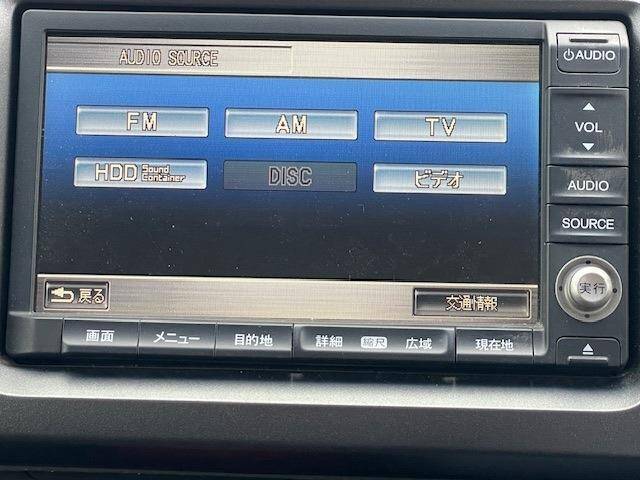 AUDIO SOURCE
FM AM TV
HDD Sound Container DISC ビデオ
戻る 交通情報
画面 メニュー 目的地 詳細 縮尺 広域 現在地
AUDIO
VOL
AUDIO
SOURCE
実行